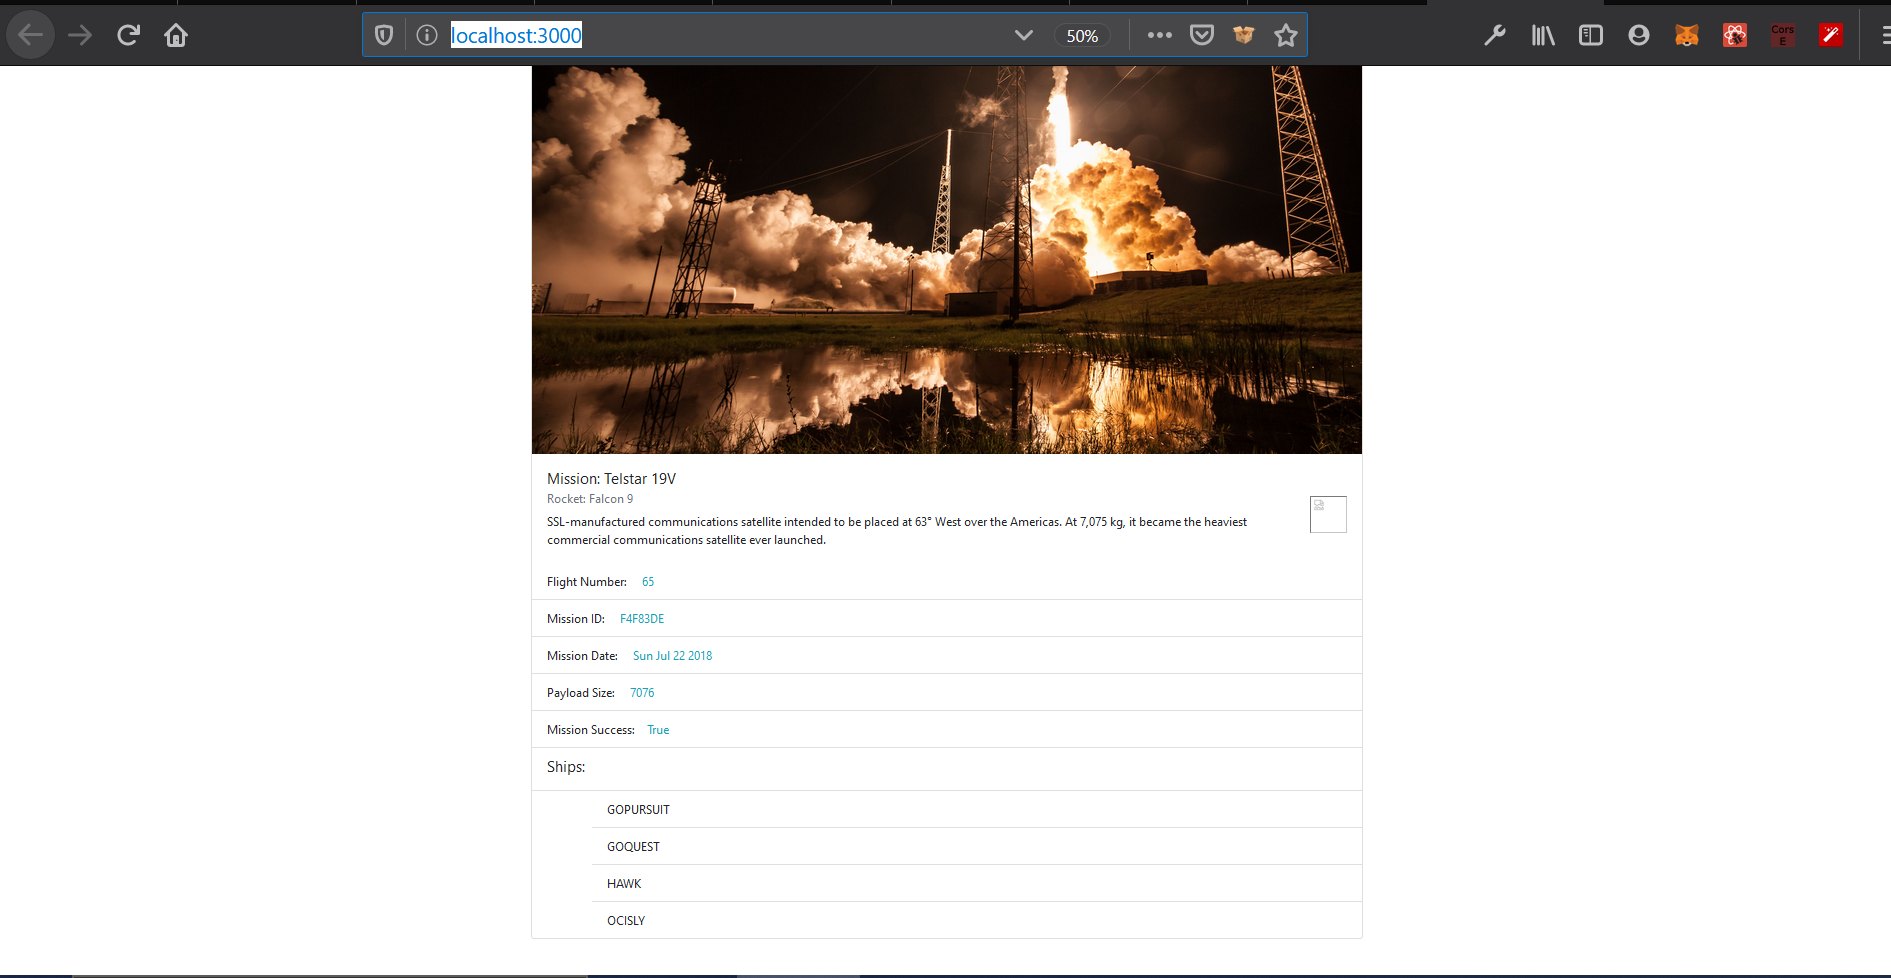 localhost:3000
50%
Cors
E
Mission: Telstar 19V
Rocket: Falcon 9
SSL-manufactured communications satellite intended to be placed at 63° West over the Americas. At 7,075 kg, it became the heaviest
commercial communications satellite ever launched.
Flight Number: 65
Mission ID: F4F83DE
Mission Date: Sun Jul 22 2018
Payload Size: 7076
Mission Success: True
Ships:
GOPURSUIT
GOQUEST
HAWK
OCISLY